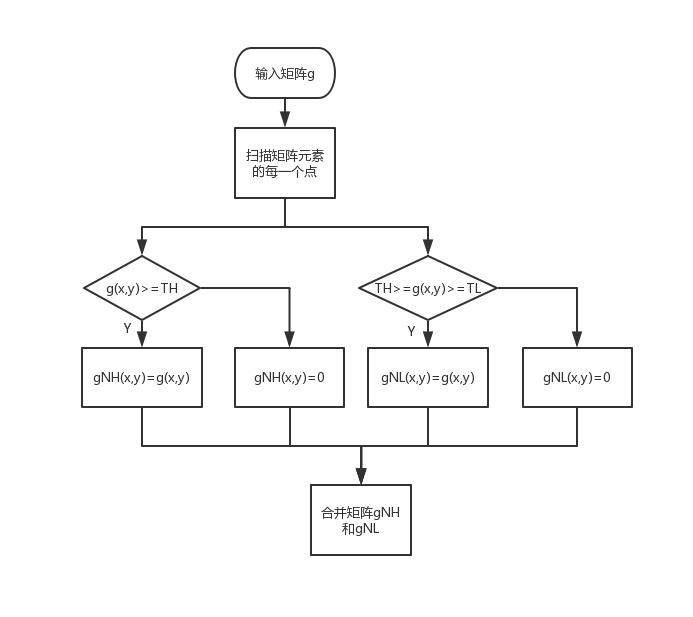 输入矩阵g
扫描矩阵元素
的每一个点
g(x,y)>=TH
TH>=g(x,y)>=TL
Y
Y
gNH(x,y)=g(x,y)
gNH(x,y)=0
gNL(x,y)=g(x,y)
gNL(x,y)=0
合并矩阵gNH
和gNL